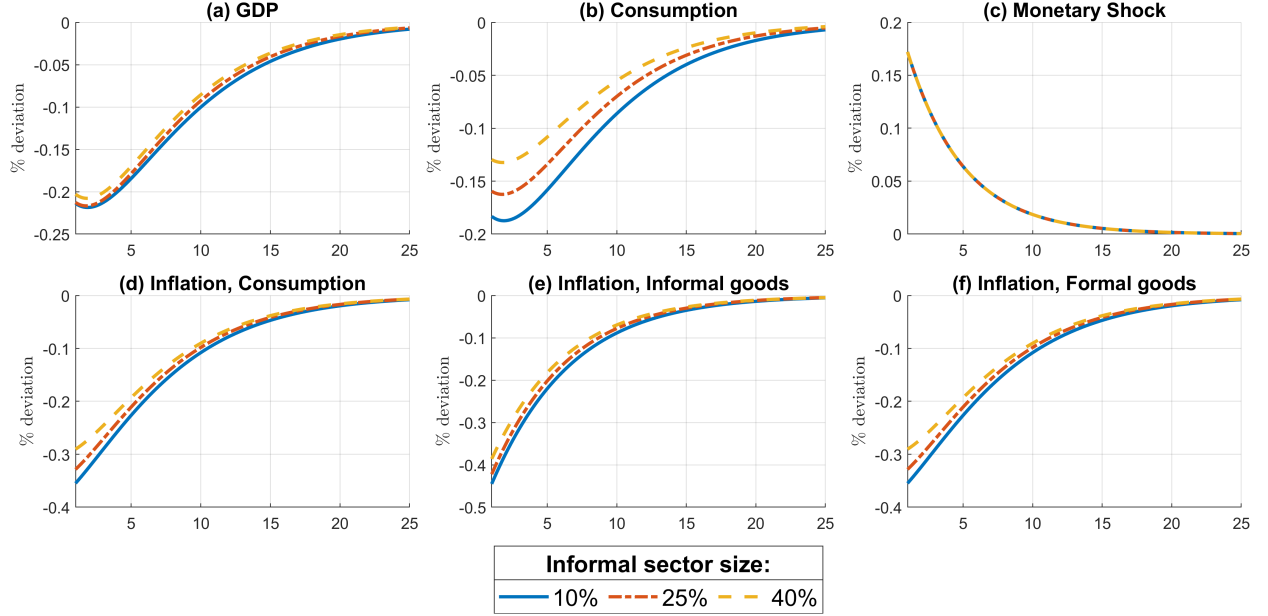 (a) GDP
% deviation
0
-0.05
-0.1
-0.15
-0.2
-0.25
5 10 15 20 25
(b) Consumption
% deviation
0
-0.05
-0.1
-0.15
-0.2
5 10 15 20 25
(c) Monetary Shock
% deviation
0.2
0.15
0.1
0.05
0
5 10 15 20 25
(d) Inflation, Consumption
% deviation
0
-0.1
-0.2
-0.3
-0.4
5 10 15 20 25
(e) Inflation, Informal goods
% deviation
0
-0.1
-0.2
-0.3
-0.4
-0.5
5 10 15 20 25
(f) Inflation, Formal goods
% deviation
0
-0.1
-0.2
-0.3
-0.4
5 10 15 20 25
Informal sector size:
10% 25% 40%